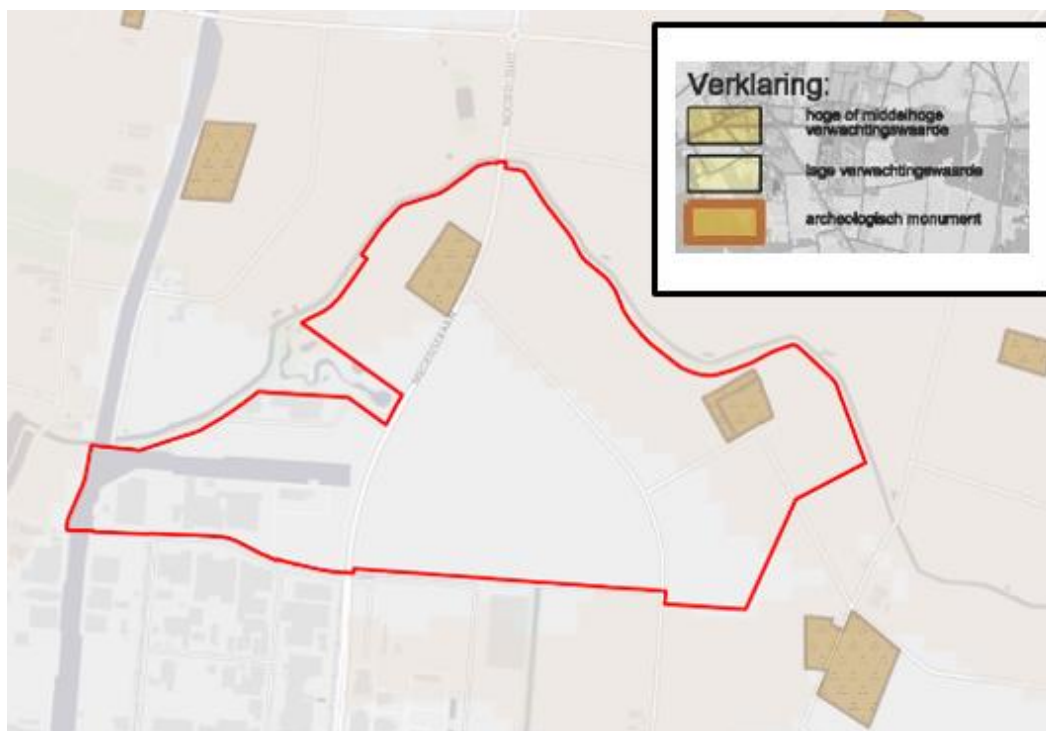 Verklaring:
hoge of middelhoge
verwachtingswaarde
lage verwachtingswaarde
archeologisch monument